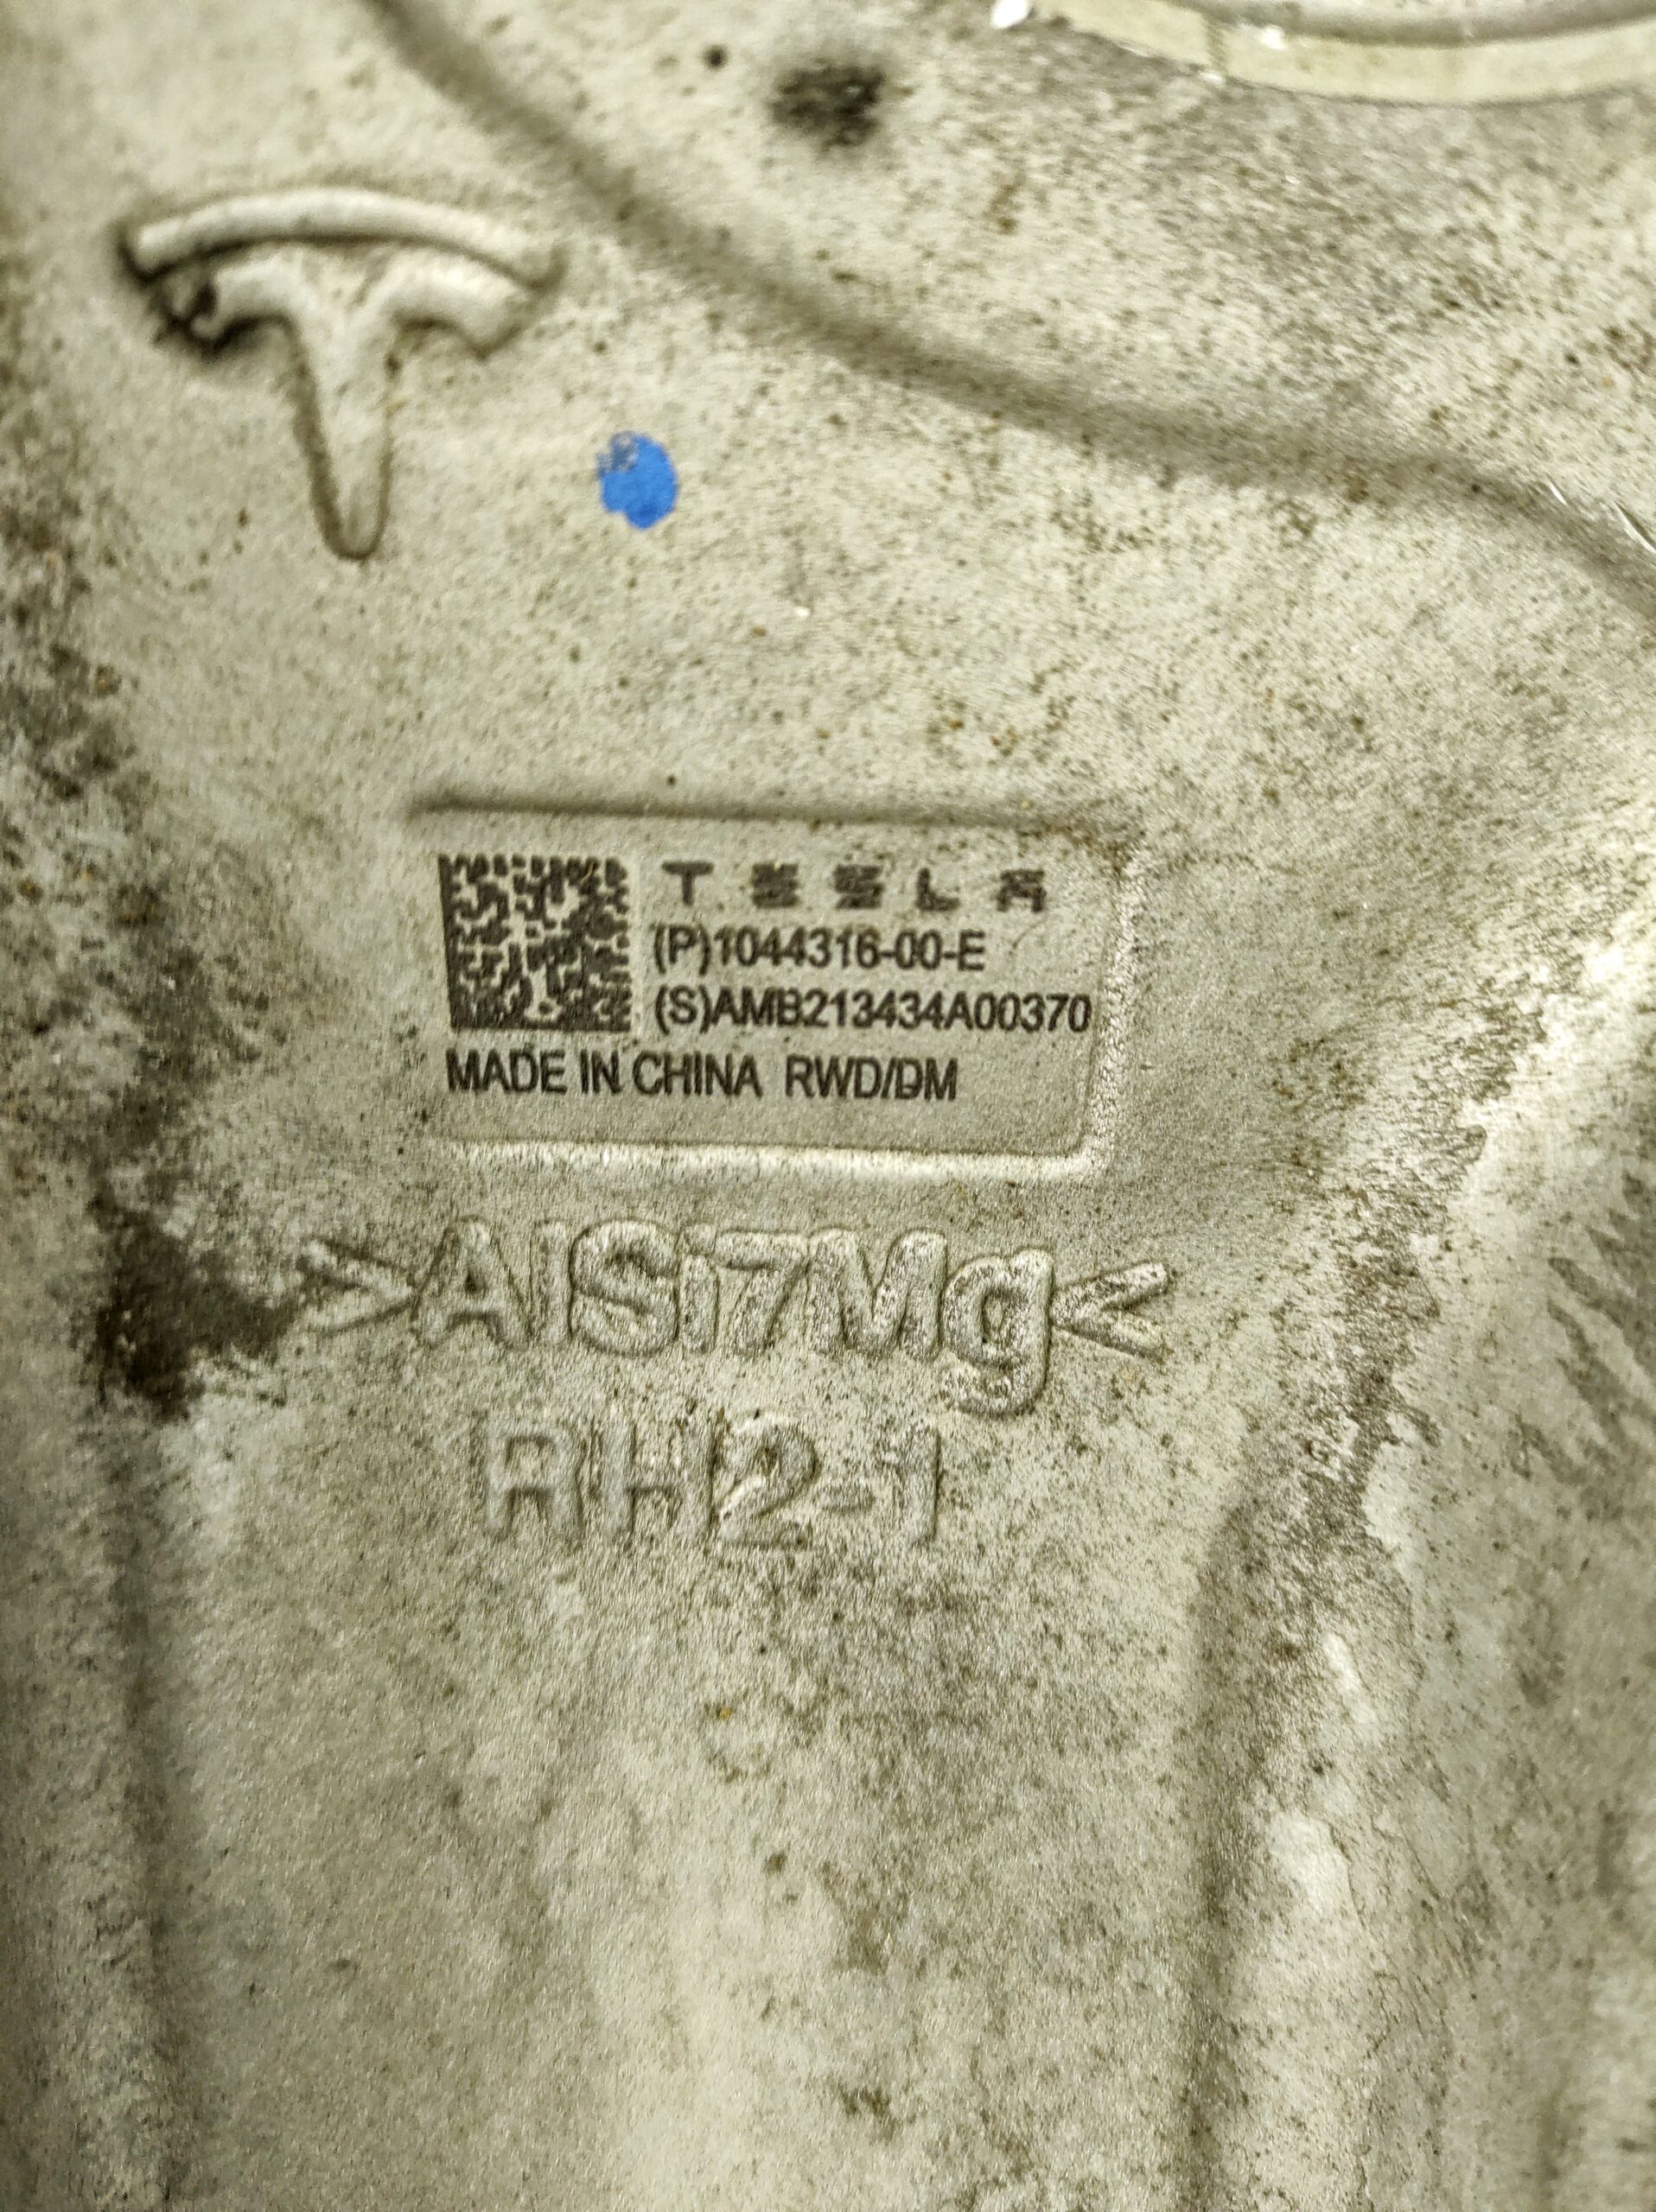 TESLA
(P)1044316-00-E
(S)AMB213434A00370
MADE IN CHINA RWD/DM
>AlSi7Mg<
RH2-1